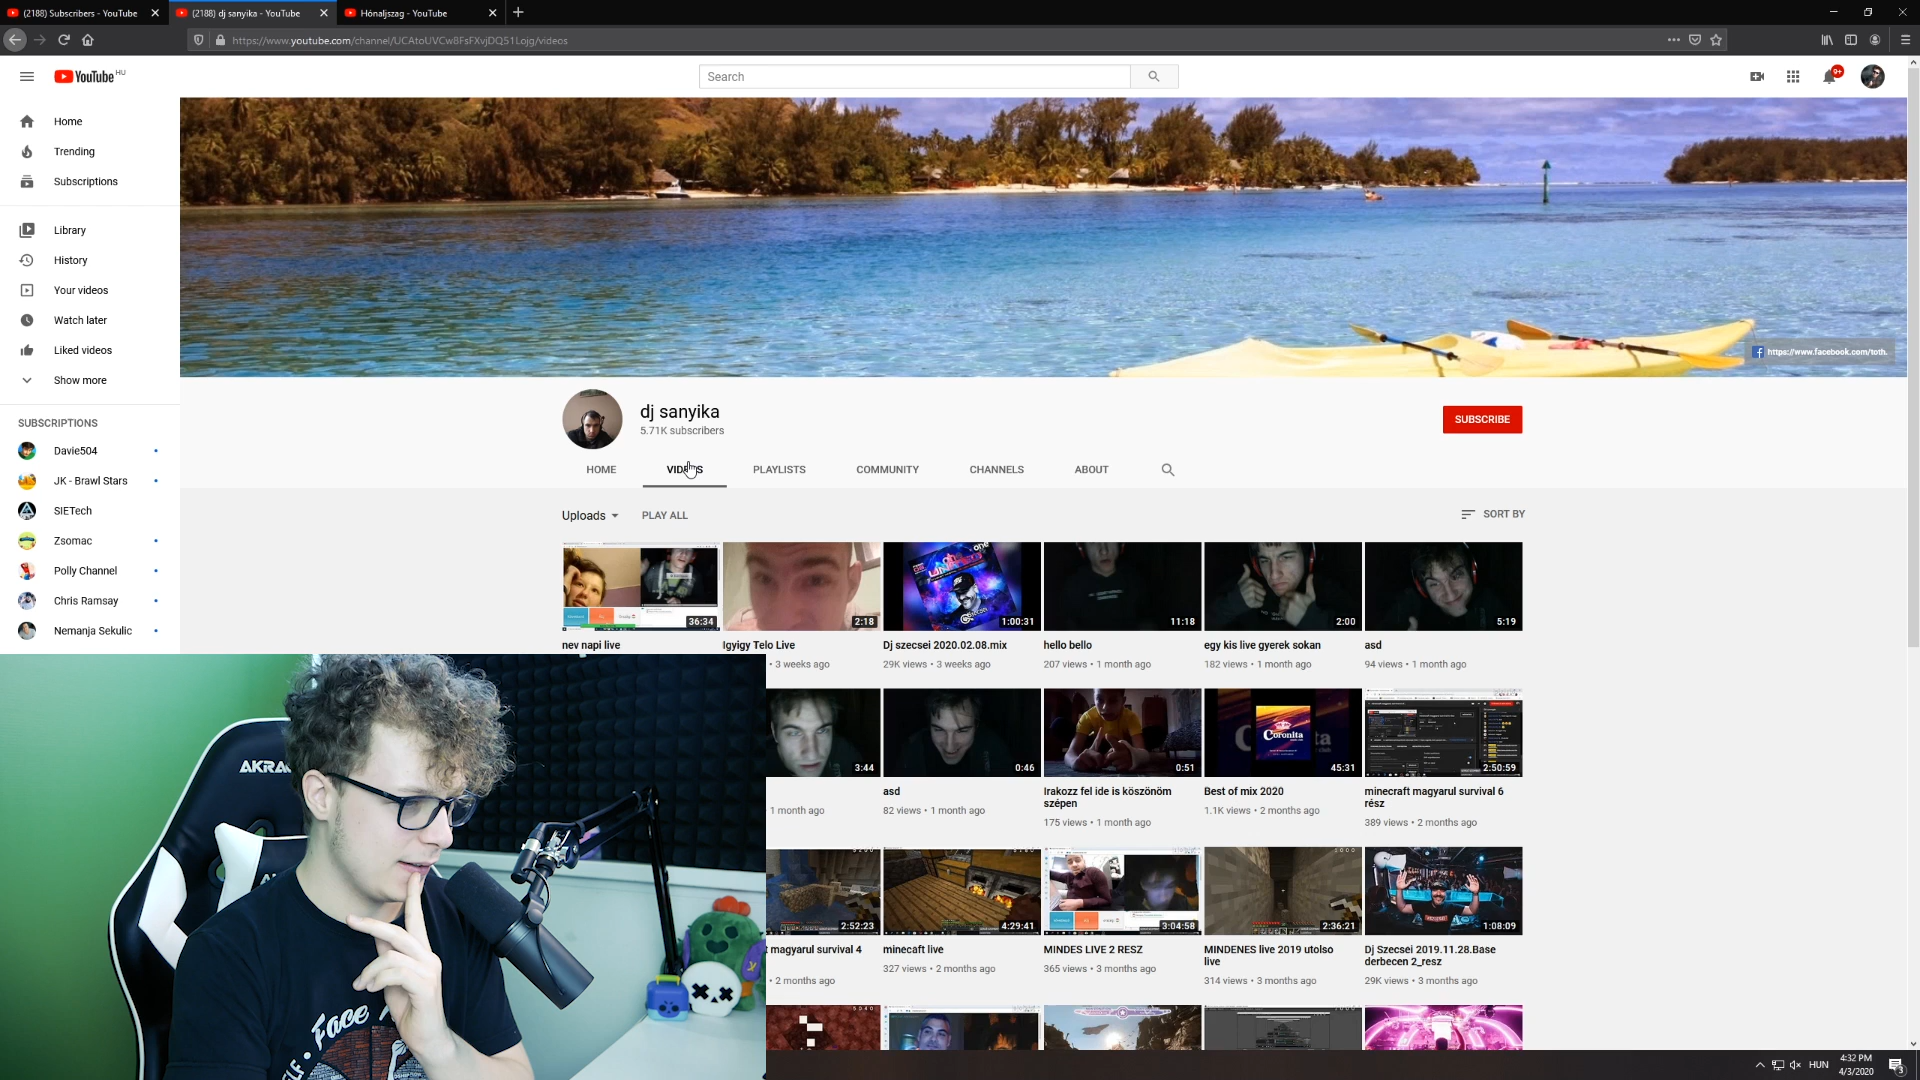 (2188) Subscribers - YouTube
(2188) dj sanyika - YouTube
Hónaljszag - YouTube
https://www.youtube.com/channel/UCAtoUVCw8FsFXvjDQ51Lojg/videos
YouTube HU
Search
9+
Home
Trending
Subscriptions
Library
History
Your videos
Watch later
Liked videos
Show more
SUBSCRIPTIONS
Davie504
JK - Brawl Stars
SIETech
Zsomac
Polly Channel
Chris Ramsay
Nemanja Sekulic
https://www.facebook.com/toth.
dj sanyika
5.71K subscribers
SUBSCRIBE
HOME
VIDEOS
PLAYLISTS
COMMUNITY
CHANNELS
ABOUT
Uploads
PLAY ALL
SORT BY
36:34
2:18
1:00:31
11:18
2:00
5:19
nev napi live
Igyigy Telo Live
Dj szecsei 2020.02.08.mix
hello bello
egy kis live gyerek sokan
asd
• 3 weeks ago
29K views • 3 weeks ago
207 views • 1 month ago
182 views • 1 month ago
94 views • 1 month ago
3:44
0:46
0:51
Coronita
45:31
2:50:59
asd
Irakozz fel ide is köszönöm
szépen
Best of mix 2020
minecraft magyarul survival 6
rész
1 month ago
82 views • 1 month ago
175 views • 1 month ago
1.1K views • 2 months ago
389 views • 2 months ago
2:52:23
4:29:41
3:04:58
2:36:21
1:08:09
magyarul survival 4
minecaft live
MINDES LIVE 2 RESZ
MINDENES live 2019 utolso
live
Dj Szecsei 2019.11.28.Base
derbecen 2_resz
• 2 months ago
327 views • 2 months ago
365 views • 3 months ago
314 views • 3 months ago
29K views • 3 months ago
AKRA
Face
HUN
4:32 PM
4/3/2020
3